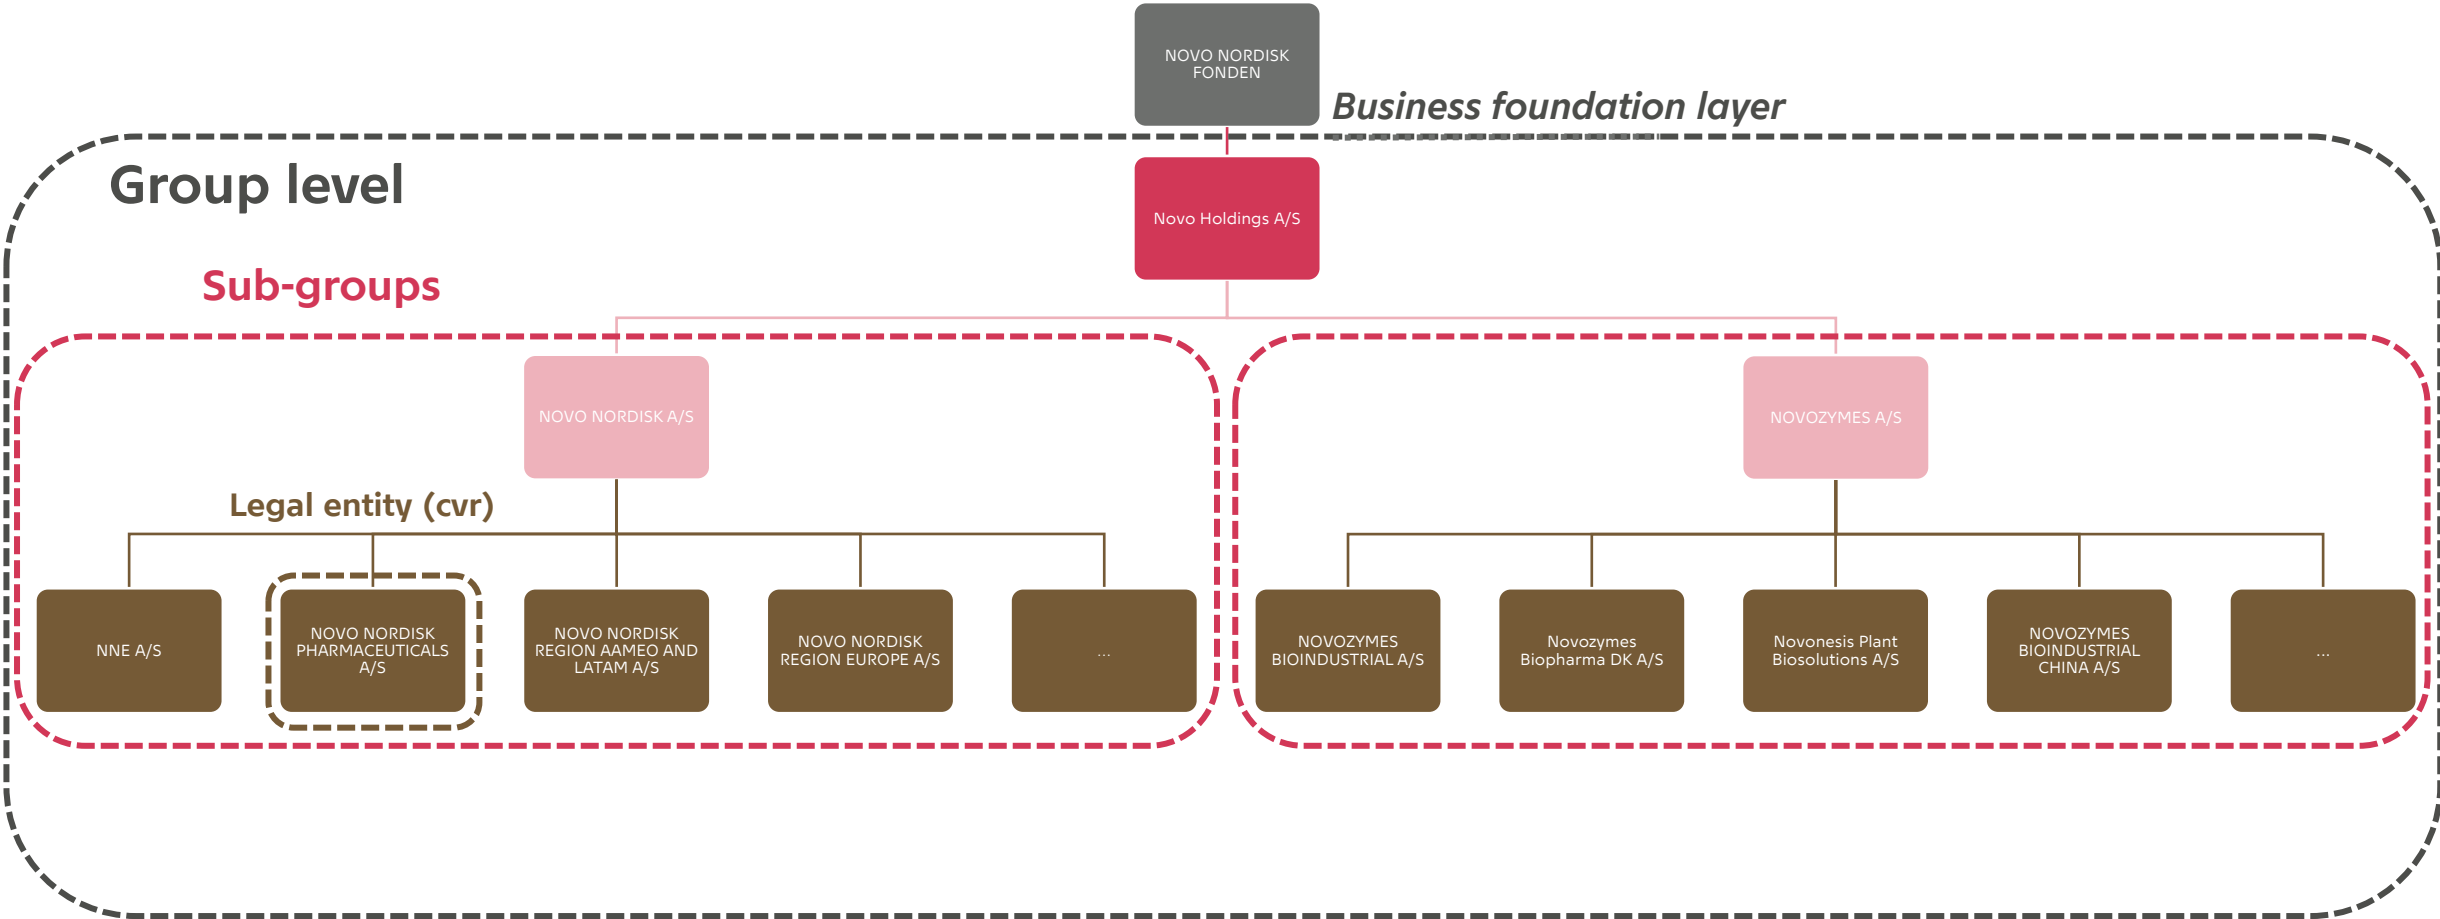 NOVO NORDISK
FONDEN
Business foundation layer
Group level
Novo Holdings A/S
Sub-groups
NOVO NORDISK A/S
NOVOZYMES A/S
Legal entity (cvr)
NNE A/S
NOVO NORDISK
PHARMACEUTICALS
A/S
NOVO NORDISK
REGION AAMEO AND
LATAM A/S
NOVO NORDISK
REGION EUROPE A/S
...
NOVOZYMES
BIOINDUSTRIAL A/S
Novozymes
Biopharma DK A/S
Novonesis Plant
Biosolutions A/S
NOVOZYMES
BIOINDUSTRIAL
CHINA A/S
...